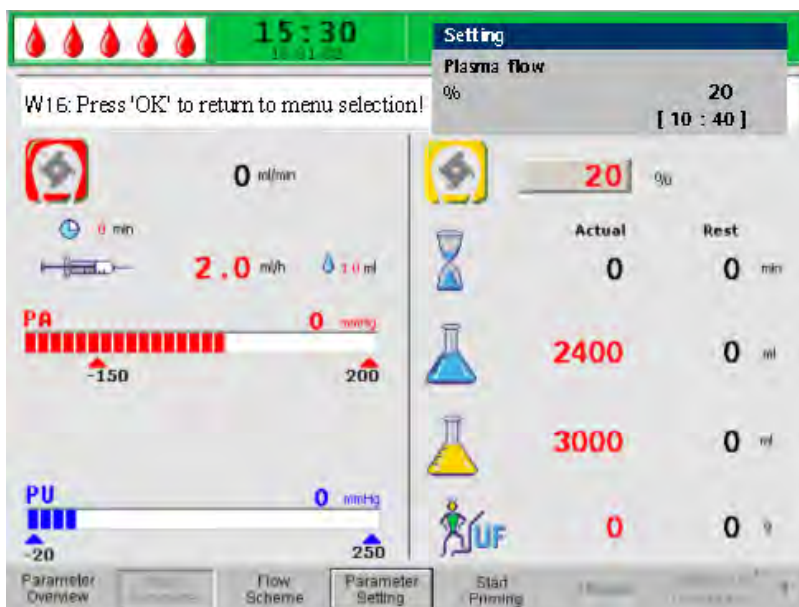 15:30
Setting
Plasma flow
% 20
[ 10 : 40 ]
W16: Press 'OK' to return to menu selection!
0 ml/min
20 %
0 min
Actual Rest
2.0 ml/h 1.0 ml
0 0 min
PA 0 mmHg
-150 200
2400 0 ml
3000 0 ml
PU 0 mmHg
-20 250
UF 0 0 g
Parameter Overview
Flow Scheme
Parameter Setting
Start Priming